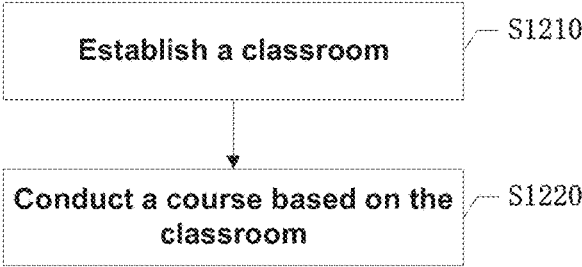 Establish a classroom
S1210
Conduct a course based on the
classroom
S1220